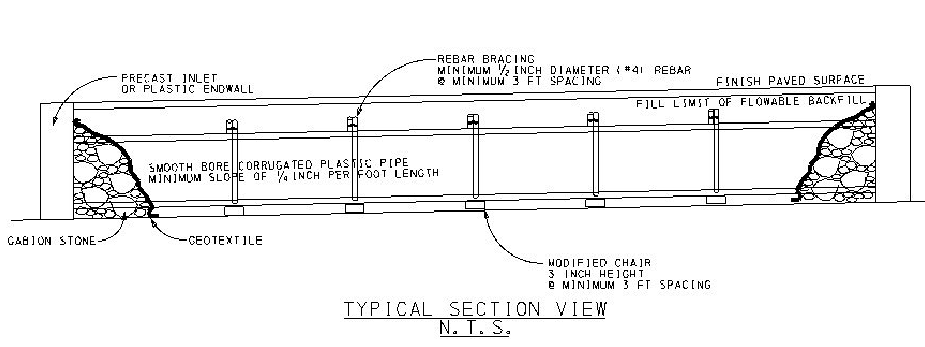 REBAR BRACING
MINIMUM ½ INCH DIAMETER (#4) REBAR
@ MINIMUM 3 FT SPACING
PRECAST INLET
OR PLASTIC ENDWALL
FINISH PAVED SURFACE
FILL LIMIT OF FLOWABLE BACKFILL
SMOOTH BORE CORRUGATED PLASTIC PIPE
MINIMUM SLOPE OF ¼ INCH PER FOOT LENGTH
GABION STONE
GEOTEXTILE
MODIFIED CHAIR
3 INCH HEIGHT
@ MINIMUM 3 FT SPACING
TYPICAL SECTION VIEW
N.T.S.